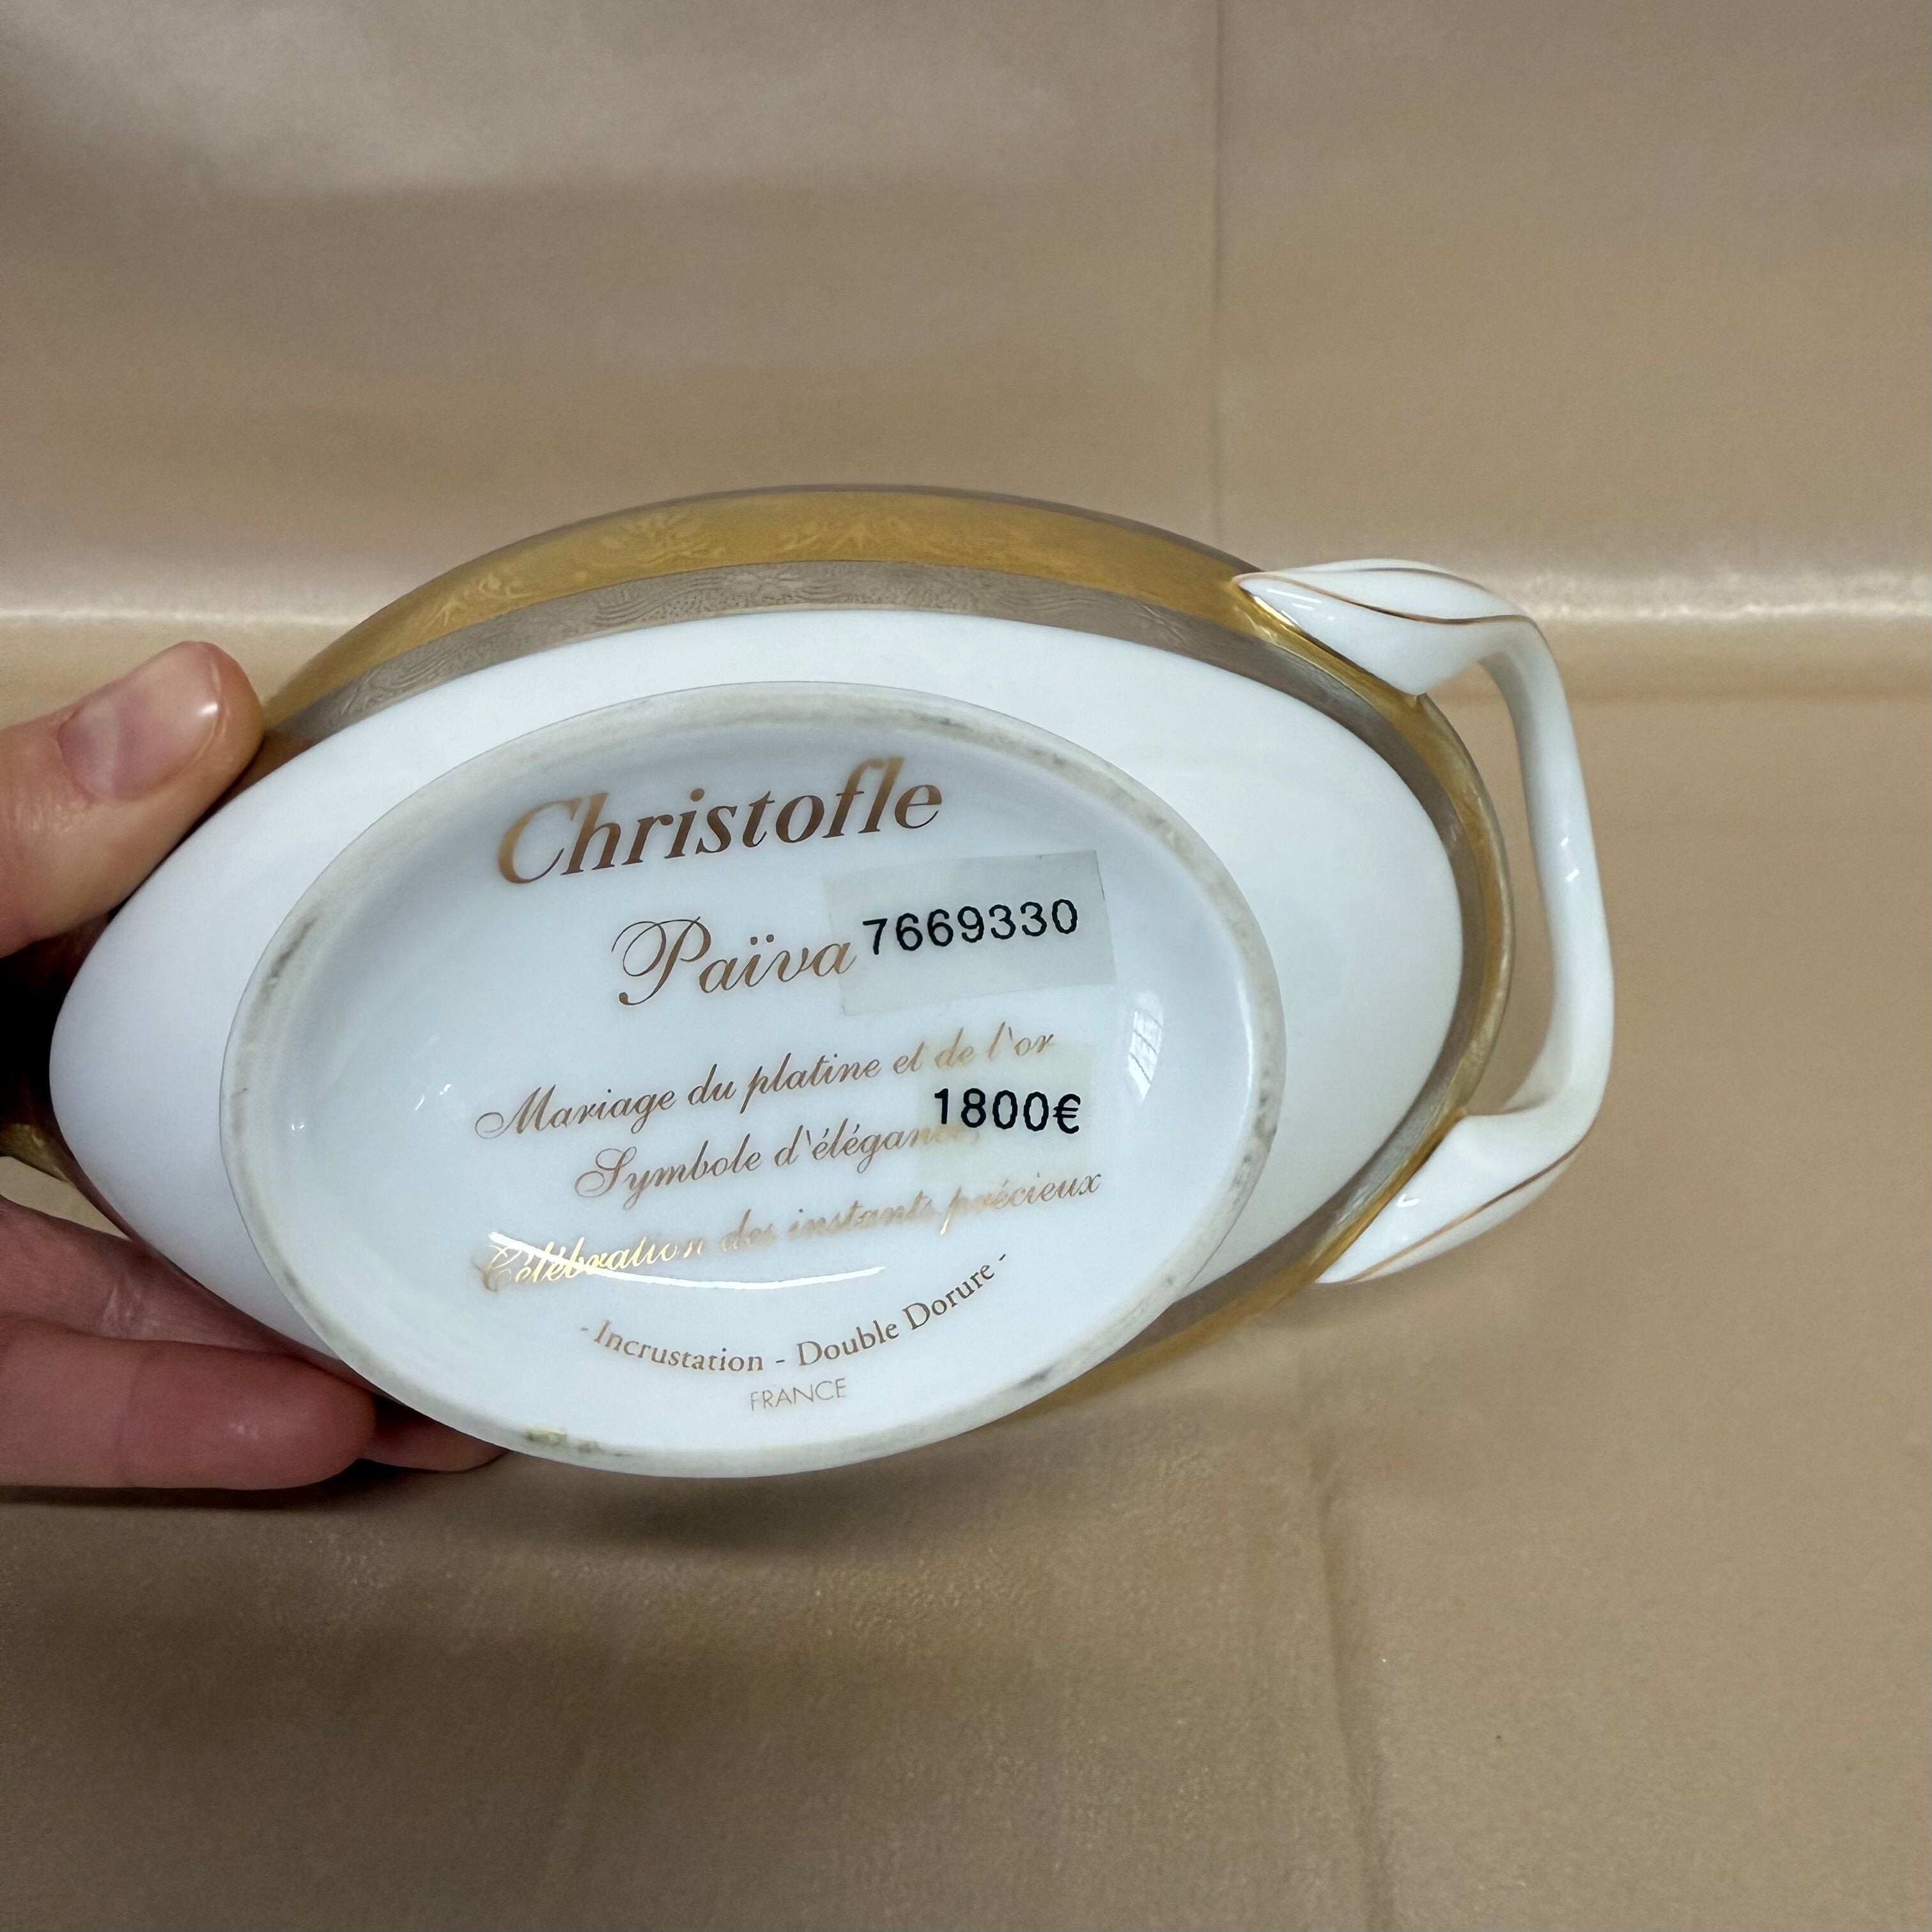 Christofle
Païva 7669330
Mariage du platine et de l'or
1800€
Symbole d'élégance,
Célébration des instants précieux
- Incrustation - Double Dorure -
FRANCE